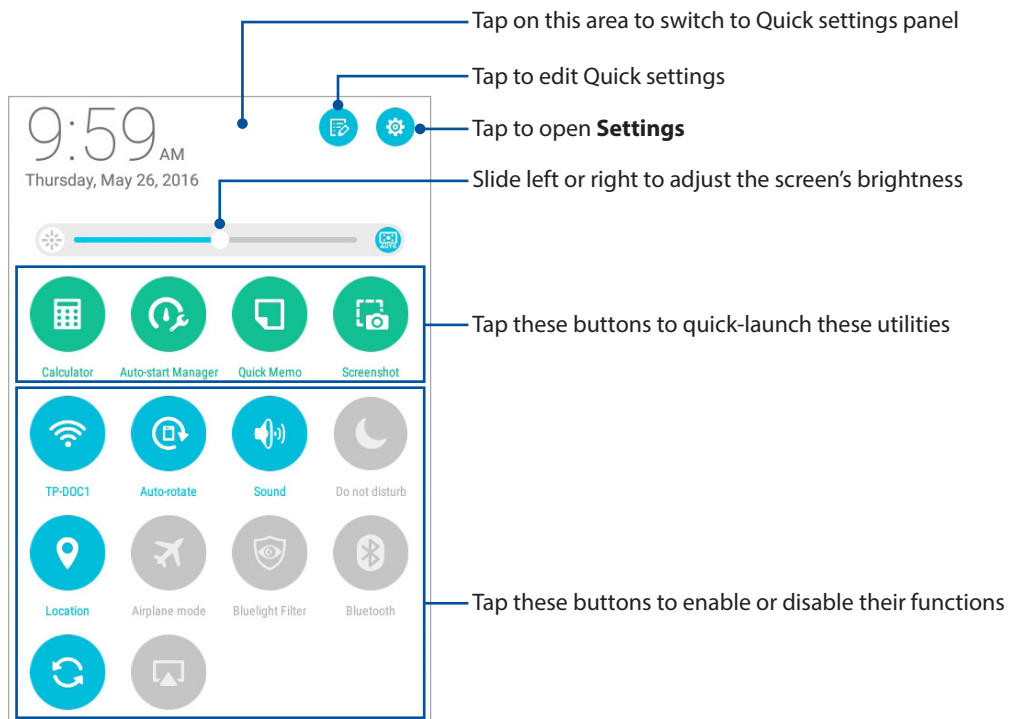 Tap on this area to switch to Quick settings panel
Tap to edit Quick settings
Tap to open Settings
9:59 AM
Thursday, May 26, 2016
Slide left or right to adjust the screen's brightness
AUTO
Tap these buttons to quick-launch these utilities
Calculator Auto-start Manager Quick Memo Screenshot
TP-DOC1 Auto-rotate Sound Do not disturb
Location Airplane mode Bluelight Filter Bluetooth
Tap these buttons to enable or disable their functions